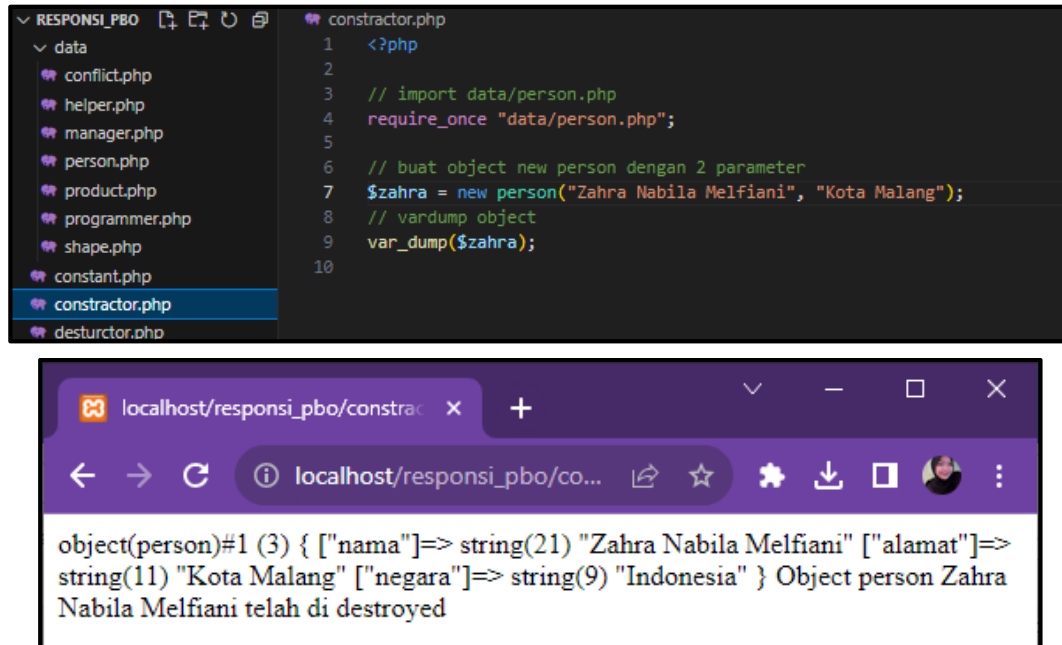 RESPONSI_PBO
data
conflict.php
helper.php
manager.php
person.php
product.php
programmer.php
shape.php
constant.php
constractor.php
desturctor.php
constractor.php
1 <?php
2
3 // import data/person.php
4 require_once "data/person.php";
5
6 // buat object new person dengan 2 parameter
7 $zahra = new person("Zahra Nabila Melfiani", "Kota Malang");
8 // vardump object
9 var_dump($zahra);
10
localhost/responsi_pbo/constrac
localhost/responsi_pbo/co...
object(person)#1 (3) { ["nama"]=> string(21) "Zahra Nabila Melfiani" ["alamat"]=>
string(11) "Kota Malang" ["negara"]=> string(9) "Indonesia" } Object person Zahra
Nabila Melfiani telah di destroyed